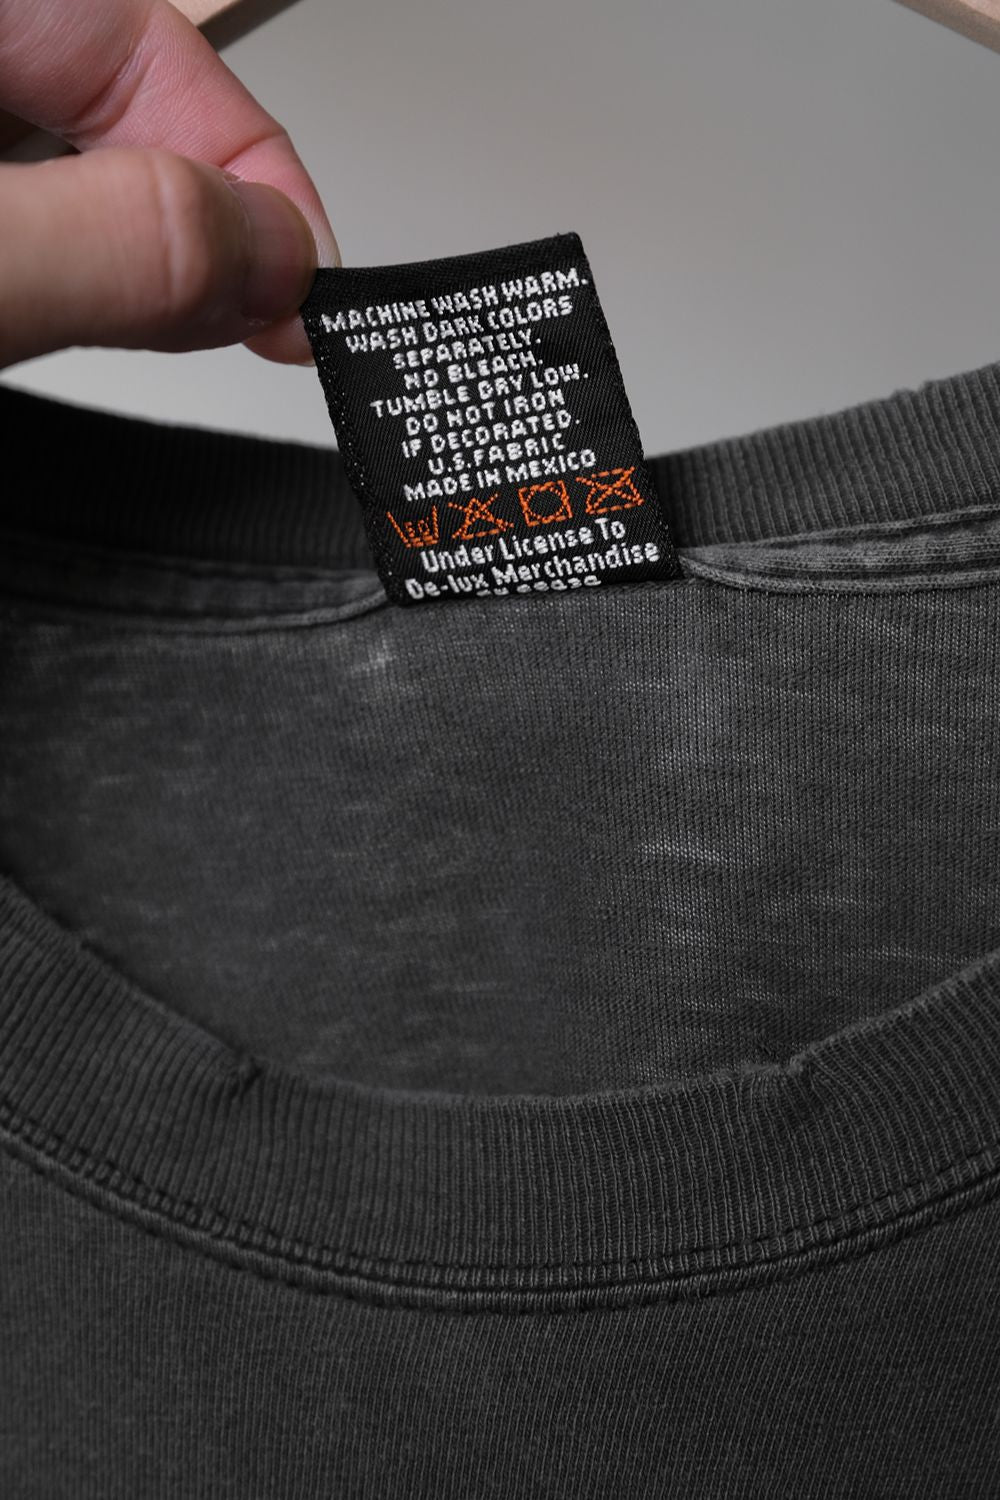 MACHINE WASH WARM.
WASH DARK COLORS
SEPARATELY
NO BLEACH
TUMBLE DRY LOW.
DO NOT IRON
IF DECORATED.
U.S. FABRIC
MADE IN MEXICO
Under License To
De-lux Merchandise